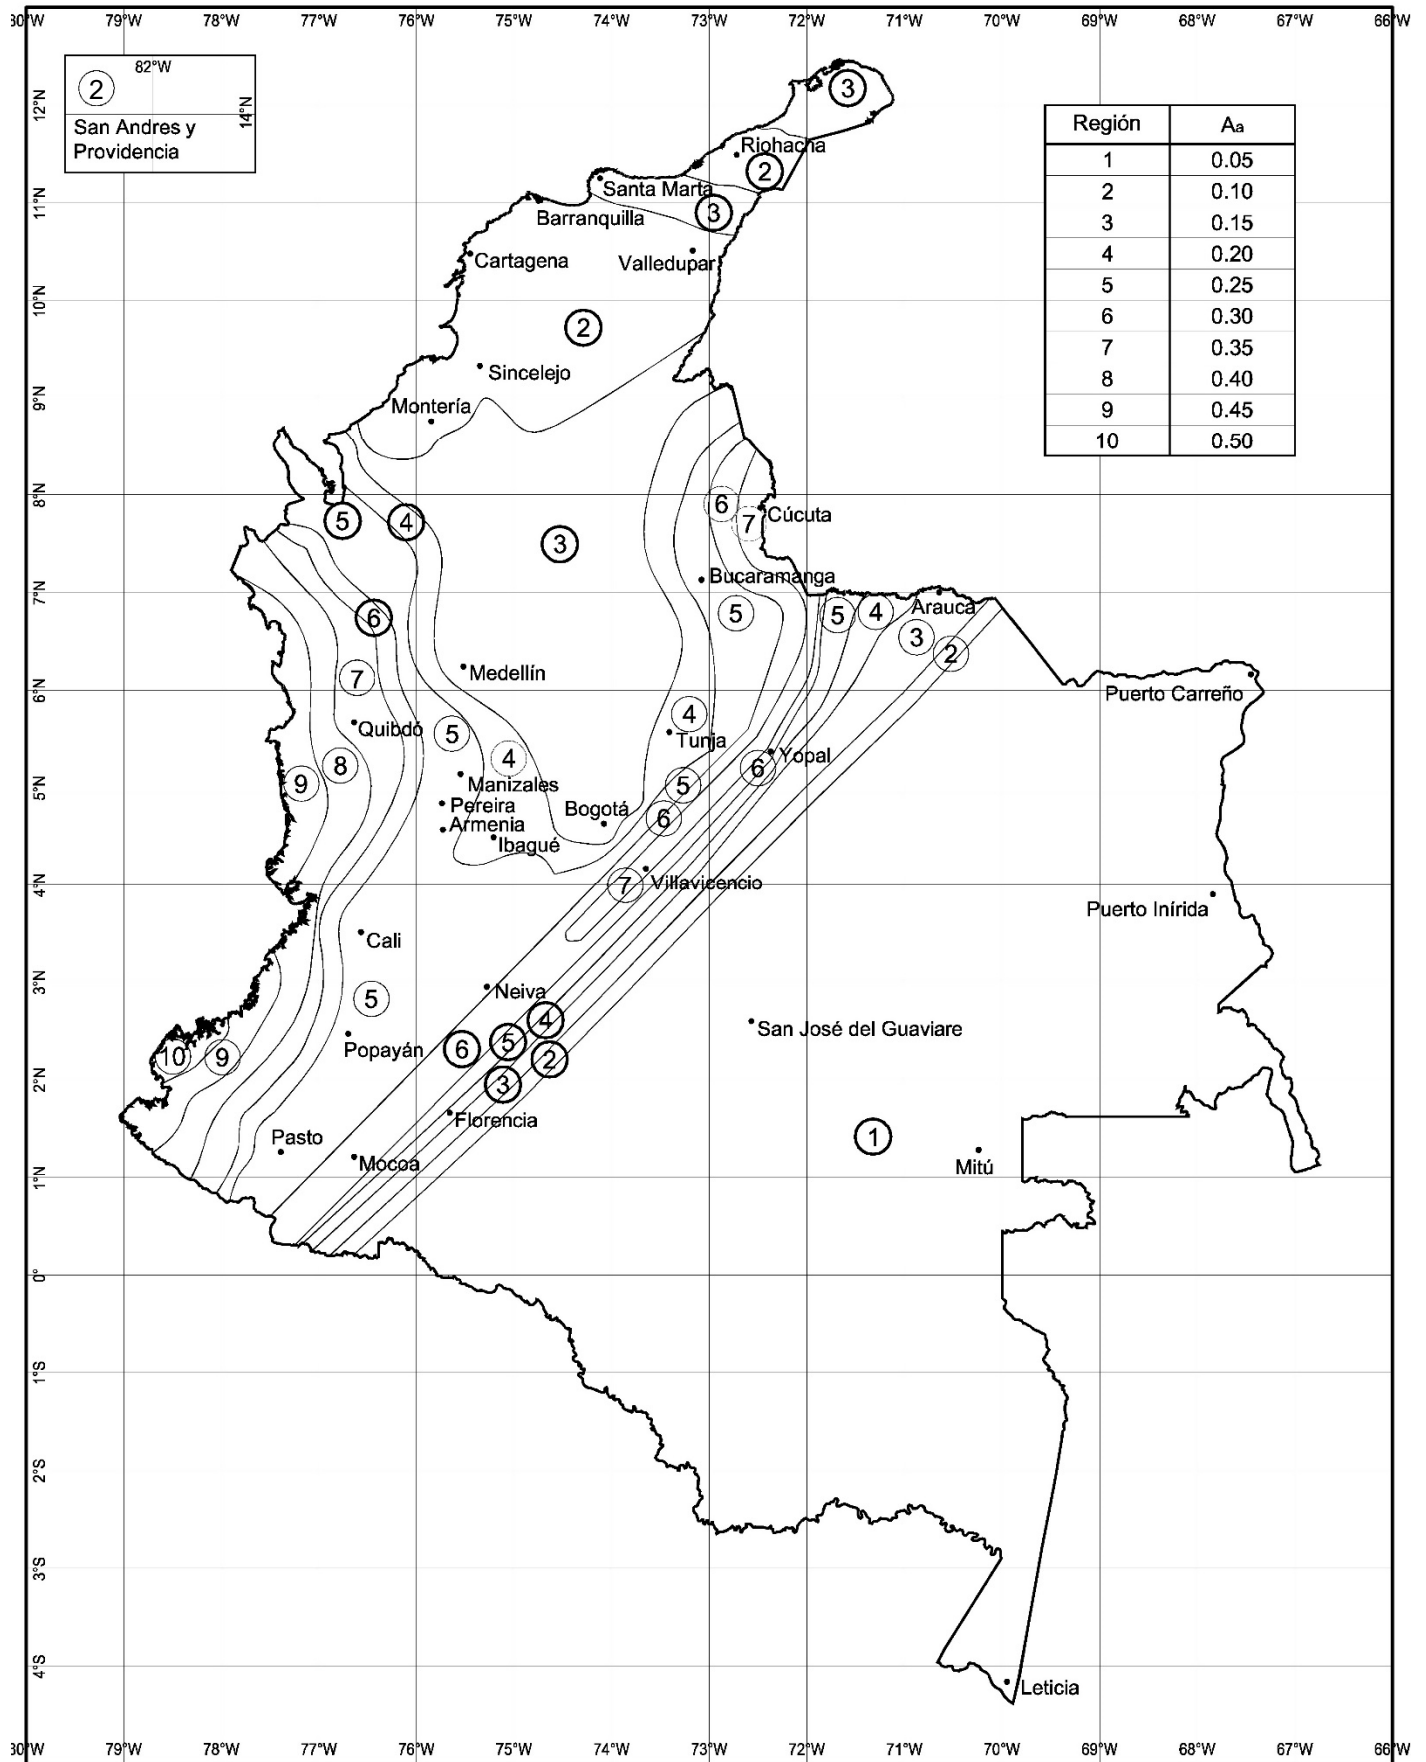 80°W 79°W 78°W 77°W 76°W 75°W 74°W 73°W 72°W 71°W 70°W 69°W 68°W 67°W 66°W
82°W
2
14°N
San Andres y
Providencia
12°N
3
Región Aa
1 0.05
2 0.10
3 0.15
4 0.20
5 0.25
6 0.30
7 0.35
8 0.40
9 0.45
10 0.50
Riohacha
2
Santa Marta
11°N
3
Barranquilla
Cartagena
Valledupar
10°N
2
Sincelejo
9°N
Montería
8°N
6
Cúcuta
5
4
7
3
Bucaramanga
7°N
5
6
5
4
Arauca
3
2
Medellín
7
6°N
Puerto Carreño
4
Quibdó
5
Tunja
4
Yopal
8
6
9
5
Manizales
5°N
Pereira
Bogotá
6
Armenia
Ibagué
7
Villavicencio
4°N
Puerto Inírida
Cali
3°N
Neiva
5
4
San José del Guaviare
Popayán
6
5
2
10
9
2°N
3
Florencia
Pasto
1
Mocoa
Mitú
1°N
0°
1°S
2°S
3°S
4°S
Leticia
80°W 79°W 78°W 77°W 76°W 75°W 74°W 73°W 72°W 71°W 70°W 69°W 68°W 67°W 66°W